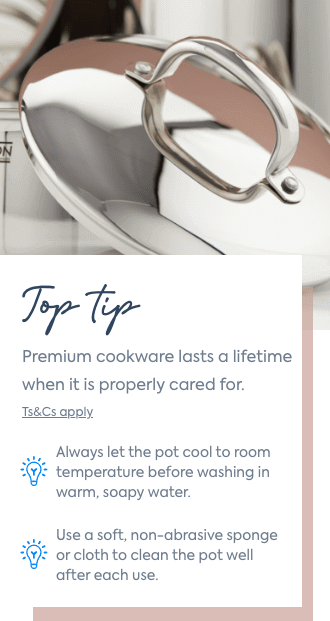 ON
Top tip
Premium cookware lasts a lifetime
when it is properly cared for.
Ts&Cs apply
Always let the pot cool to room
temperature before washing in
warm, soapy water.
Use a soft, non-abrasive sponge
or cloth to clean the pot well
after each use.